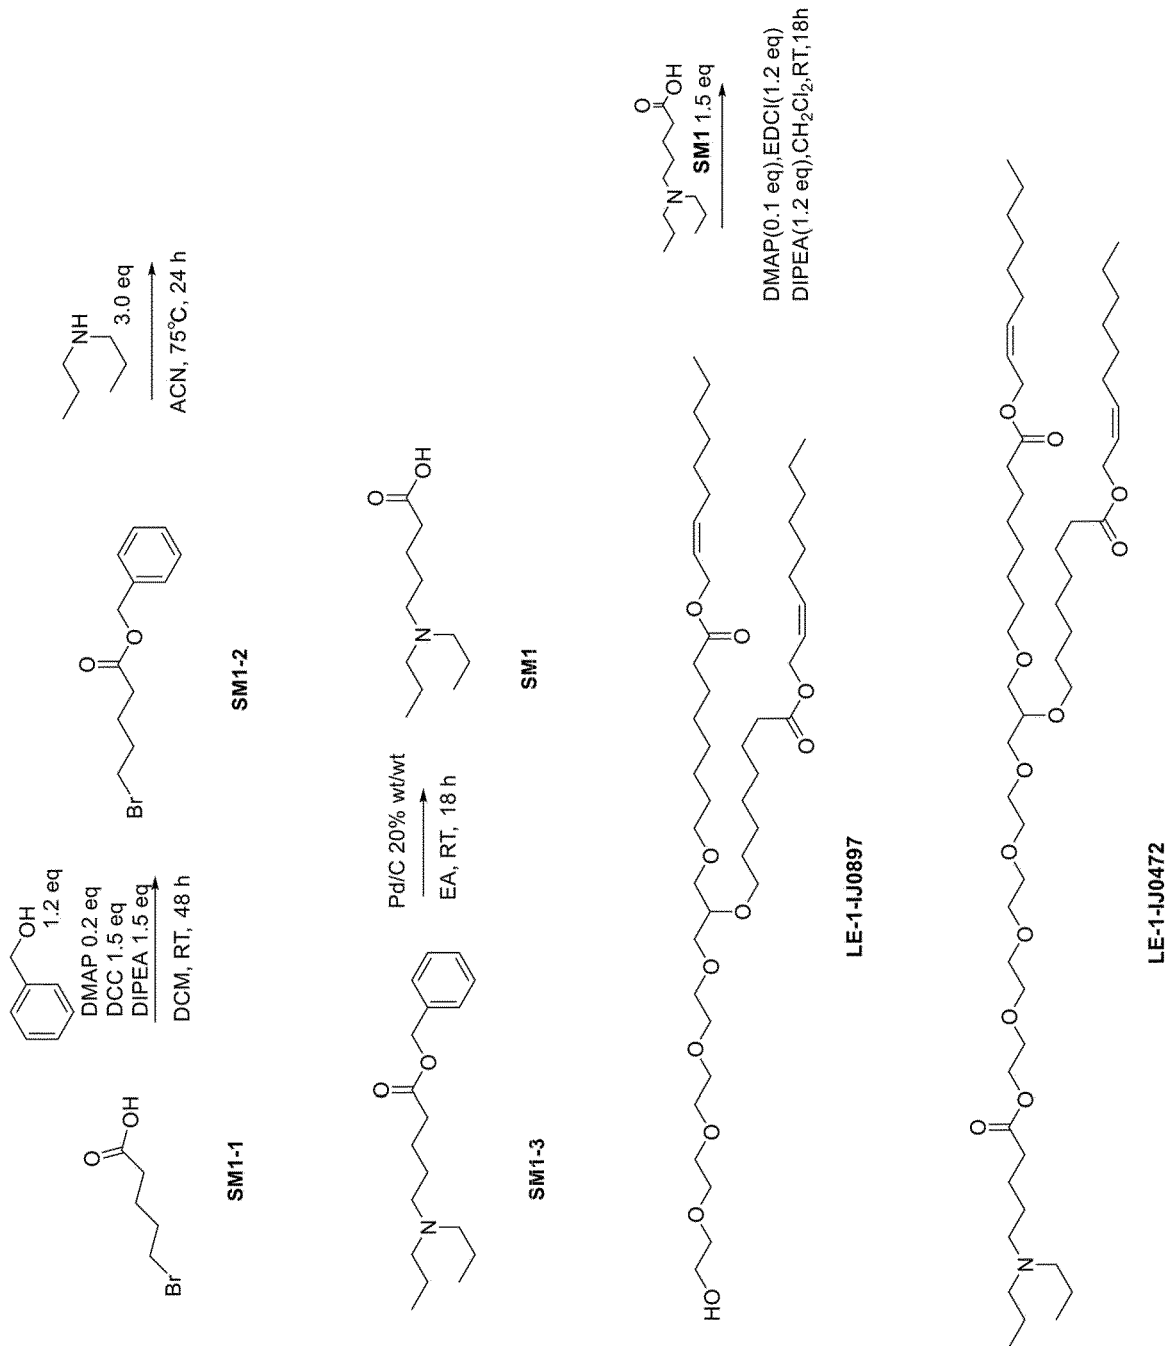 Br
O
OH
SM1-1
OH
1.2 eq
DMAP 0.2 eq
DCC 1.5 eq
DIPEA 1.5 eq
DCM, RT, 48 h
Br
O
O
SM1-2
NH
3.0 eq
ACN, 75°C, 24 h
N
O
O
SM1-3
Pd/C 20% wt/wt
EA, RT, 18 h
N
O
OH
SM1
HO
O
O
O
O
O
O
O
O
O
O
LE-1-IJ0897
N
O
OH
SM1 1.5 eq
DMAP(0.1 eq),EDCI(1.2 eq)
DIPEA(1.2 eq),CH₂Cl₂,RT,18h
N
O
O
O
O
O
O
O
O
O
O
O
O
LE-1-IJ0472